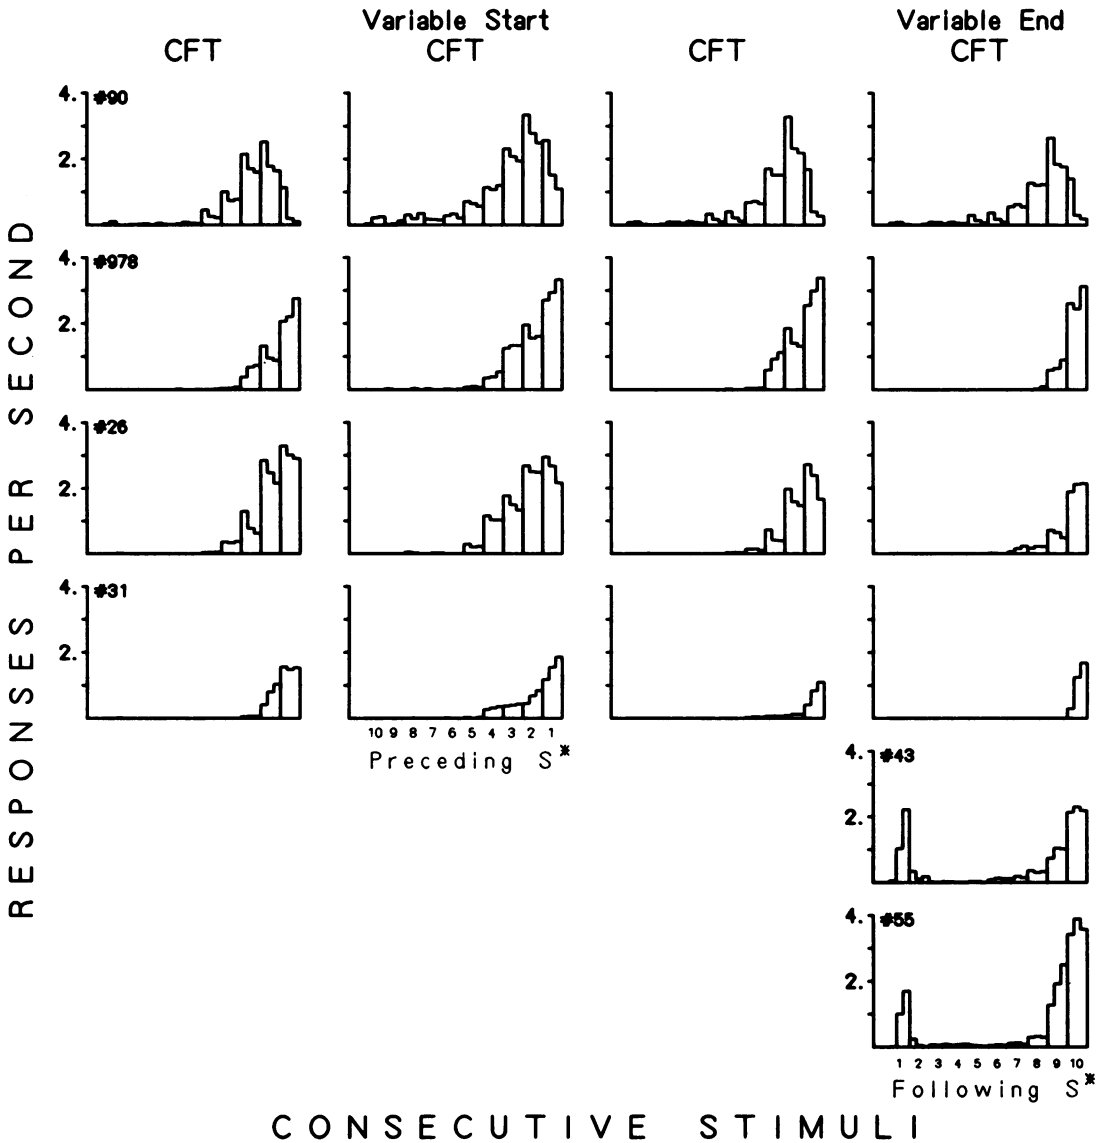 Variable Start Variable End
CFT CFT CFT CFT
4. #90
2.
4. #978
2.
4. #26
2.
4. #31
2.
10 9 8 7 6 5 4 3 2 1
Preceding S*
4. #43
2.
4. #55
2.
1 2 3 4 5 6 7 8 9 10
Following S*
RESPONSES PER SECOND
CONSECUTIVE STIMULI